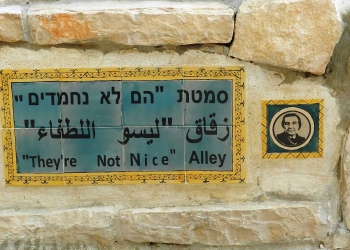 סמטת "הם לא נחמדים"
زقاق "ليسو اللطفاء"
"They're Not Nice" Alley